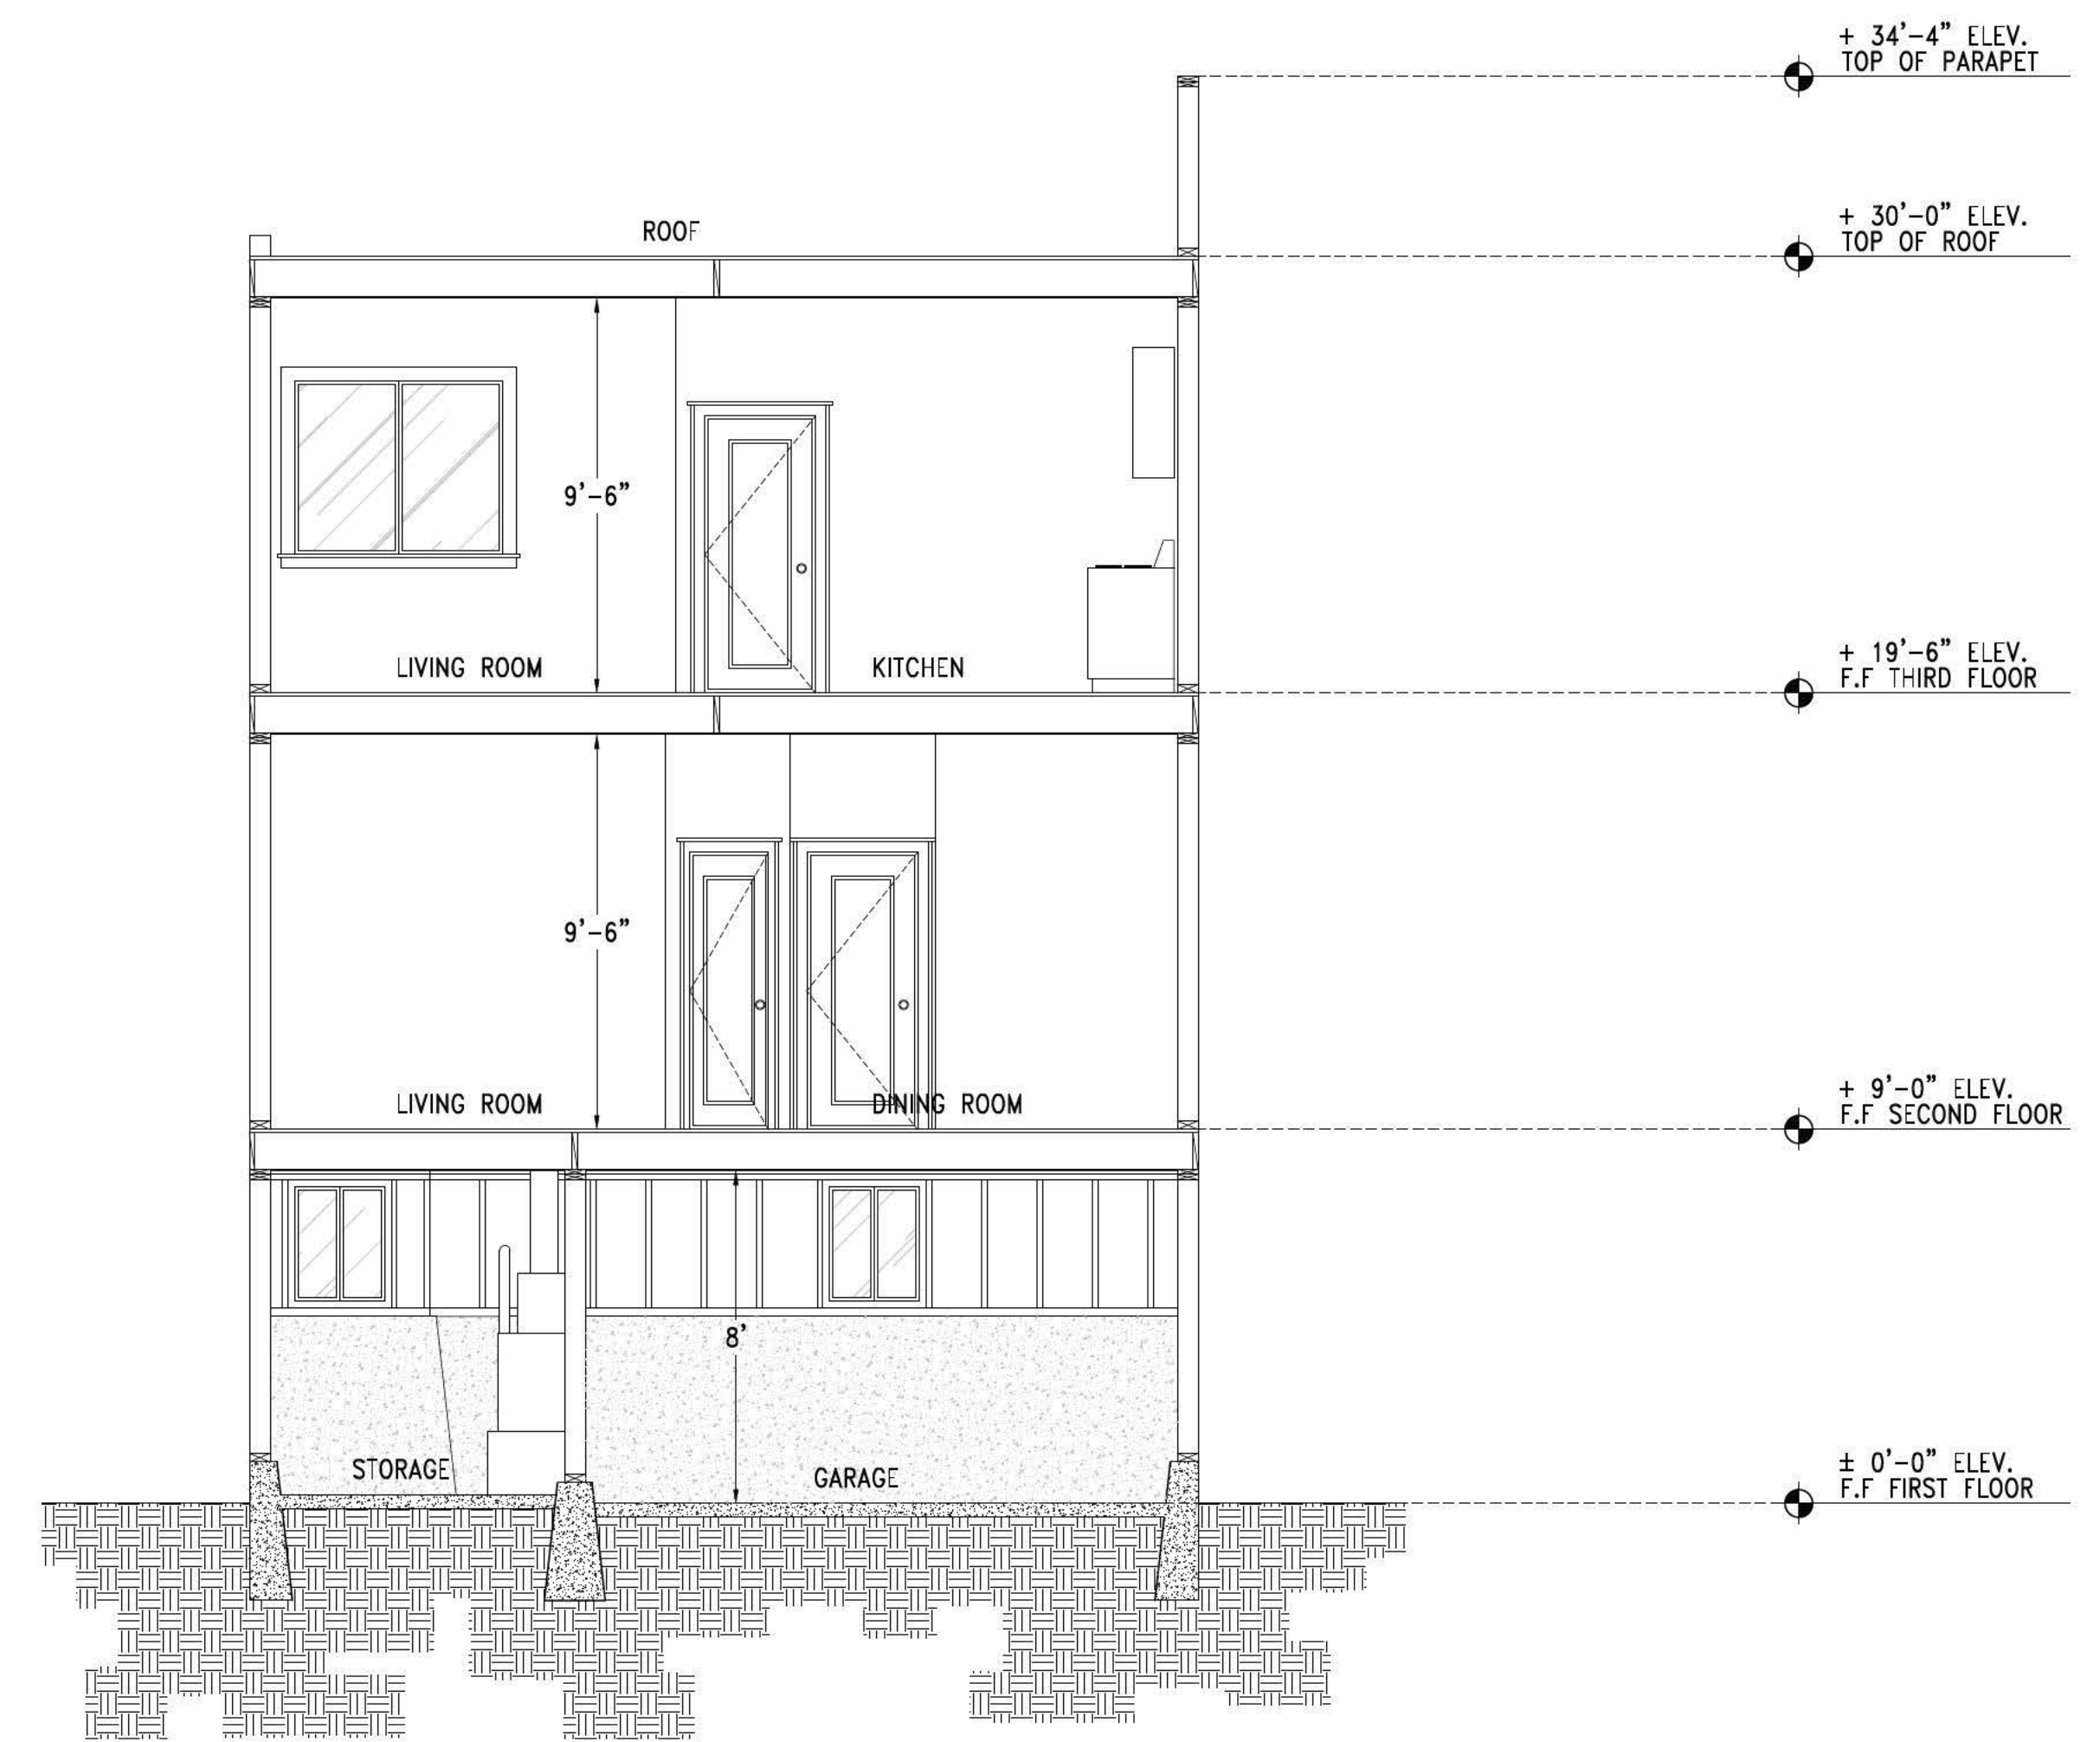 + 34'-4" ELEV.
TOP OF PARAPET
+ 30'-0" ELEV.
TOP OF ROOF
ROOF
9'-6"
LIVING ROOM
KITCHEN
+ 19'-6" ELEV.
F.F THIRD FLOOR
9'-6"
LIVING ROOM
DINING ROOM
+ 9'-0" ELEV.
F.F SECOND FLOOR
8'
STORAGE
GARAGE
± 0'-0" ELEV.
F.F FIRST FLOOR